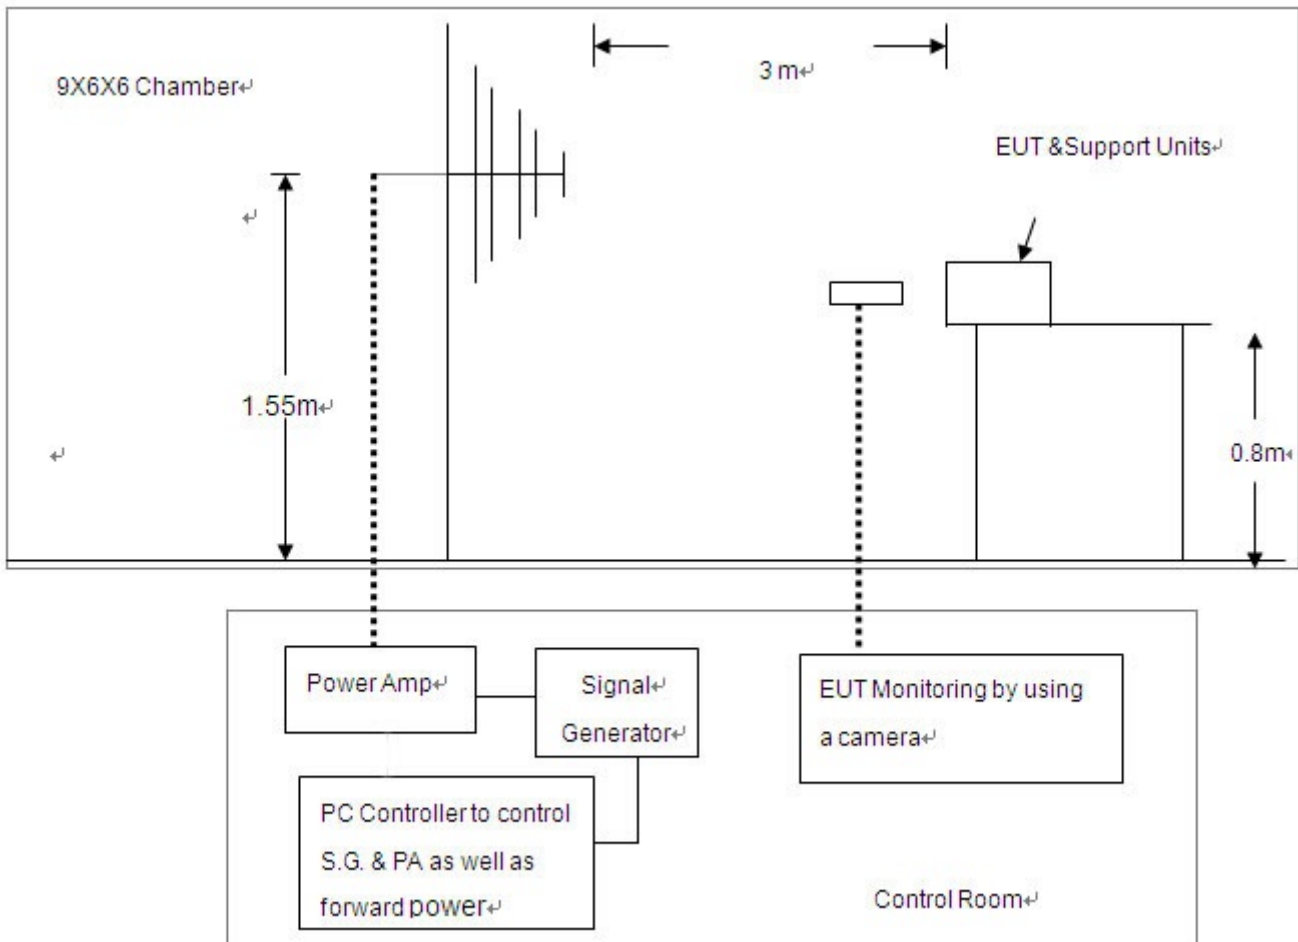 3 m↵
9X6X6 Chamber↵
EUT &Support Units↵
↵
1.55m↵
↵
0.8m↵
Power Amp↵
Signal↵
Generator↵
EUT Monitoring by using
a camera↵
PC Controller to control
S.G. & PA as well as
forward power↵
Control Room↵